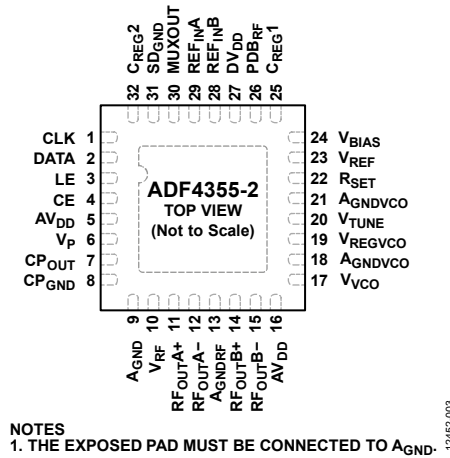 CREG2
SDGND
MUXOUT
REFINA
REFINB
DVDD
PDBRF
CREG1
32 31 30 29 28 27 26 25
CLK 1
DATA 2
LE 3
CE 4
AVDD 5
VP 6
CPOUT 7
CPGND 8
ADF4355-2
TOP VIEW
(Not to Scale)
24 VBIAS
23 VREF
22 RSET
21 AGNDVCO
20 VTUNE
19 VREGVCO
18 AGNDVCO
17 VVCO
9 10 11 12 13 14 15 16
AGND
VRF
RFOUTA+
RFOUTA−
AGNDRF
RFOUTB+
RFOUTB−
AVDD
NOTES
1. THE EXPOSED PAD MUST BE CONNECTED TO AGND.
12452-003